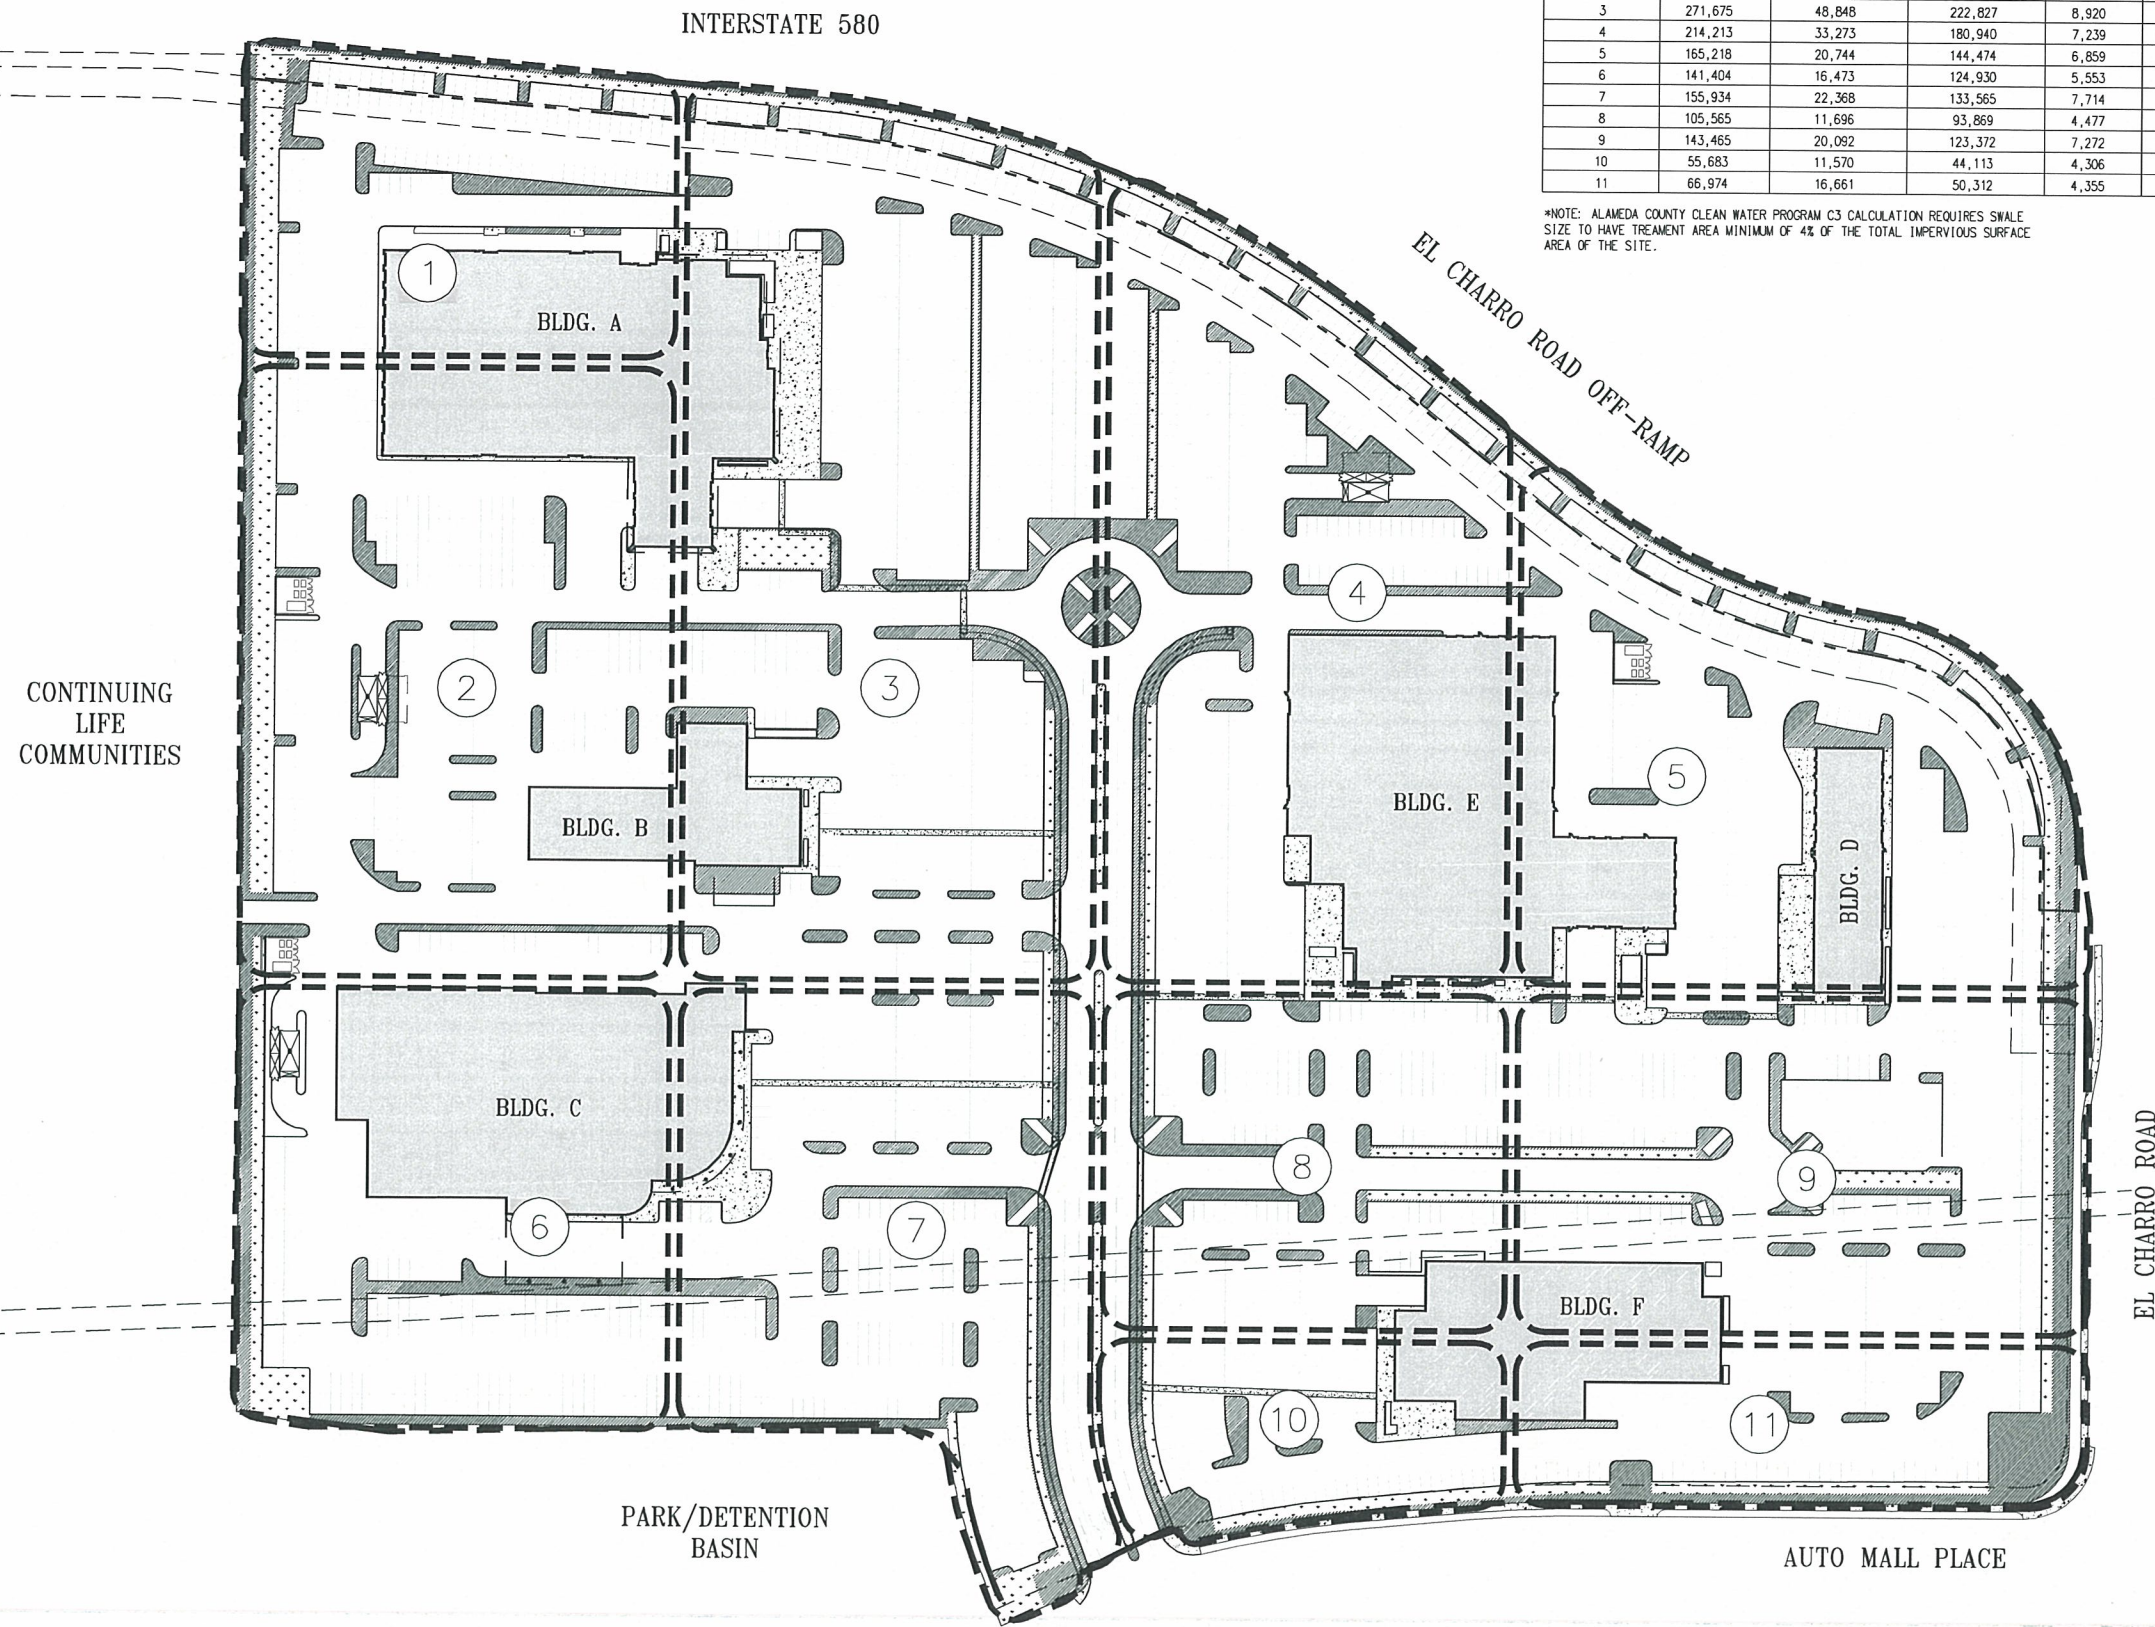 INTERSTATE 580
3 271,675 48,848 222,827 8,920
4 214,213 33,273 180,940 7,239
5 165,218 20,744 144,474 6,859
6 141,404 16,473 124,930 5,553
7 155,934 22,368 133,565 7,714
8 105,565 11,696 93,869 4,477
9 143,465 20,092 123,372 7,272
10 55,683 11,570 44,113 4,306
11 66,974 16,661 50,312 4,355
*NOTE: ALAMEDA COUNTY CLEAN WATER PROGRAM C3 CALCULATION REQUIRES SWALE
SIZE TO HAVE TREAMENT AREA MINIMUM OF 4% OF THE TOTAL IMPERVIOUS SURFACE
AREA OF THE SITE.
EL CHARRO ROAD OFF-RAMP
1
BLDG. A
4
2
3
CONTINUING
LIFE
COMMUNITIES
5
BLDG. E
BLDG. B
BLDG. D
BLDG. C
8
9
EL CHARRO ROAD
6
7
BLDG. F
10
11
PARK/DETENTION
BASIN
AUTO MALL PLACE